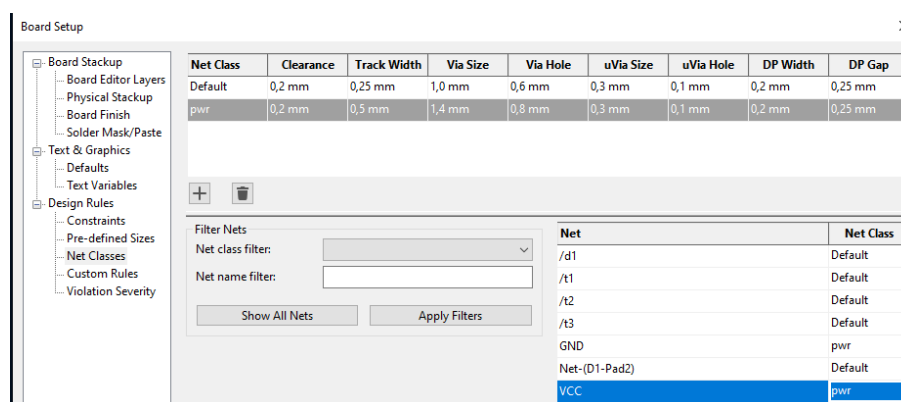 Board Setup
Board Stackup
Board Editor Layers
Physical Stackup
Board Finish
Solder Mask/Paste
Text & Graphics
Defaults
Text Variables
Design Rules
Constraints
Pre-defined Sizes
Net Classes
Custom Rules
Violation Severity
Net Class Clearance Track Width Via Size Via Hole uVia Size uVia Hole DP Width DP Gap
Default 0,2 mm 0,25 mm 1,0 mm 0,6 mm 0,3 mm 0,1 mm 0,2 mm 0,25 mm
pwr 0,2 mm 0,5 mm 1,4 mm 0,8 mm 0,3 mm 0,1 mm 0,2 mm 0,25 mm
Filter Nets
Net class filter:
Net name filter:
Show All Nets Apply Filters
Net Net Class
/d1 Default
/t1 Default
/t2 Default
/t3 Default
GND pwr
Net-(D1-Pad2) Default
VCC pwr